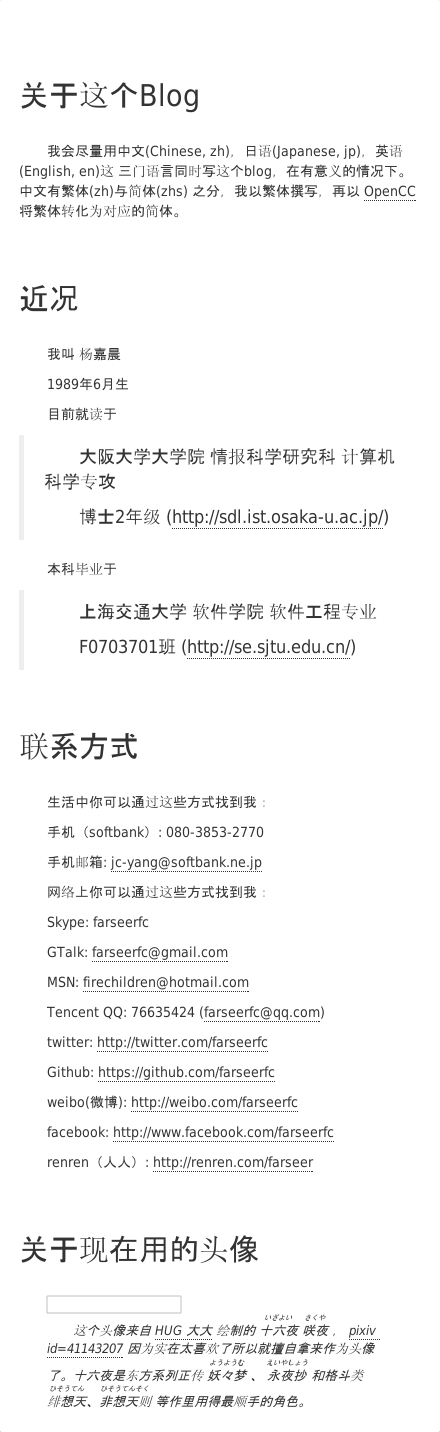 关于这个Blog
我会尽量用中文(Chinese, zh)，日语(Japanese, jp)，英语
(English, en)这 三门语言同时写这个blog，在有意义的情况下。
中文有繁体(zh)与简体(zhs) 之分，我以繁体撰写，再以 OpenCC
将繁体转化为对应的简体。
近况
我叫 杨嘉晨
1989年6月生
目前就读于
大阪大学大学院 情报科学研究科 计算机
科学专攻
博士2年级 (http://sdl.ist.osaka-u.ac.jp/)
本科毕业于
上海交通大学 软件学院 软件工程专业
F0703701班 (http://se.sjtu.edu.cn/)
联系方式
生活中你可以通过这些方式找到我：
手机（softbank）: 080-3853-2770
手机邮箱: jc-yang@softbank.ne.jp
网络上你可以通过这些方式找到我：
Skype: farseerfc
GTalk: farseerfc@gmail.com
MSN: firechildren@hotmail.com
Tencent QQ: 76635424 (farseerfc@qq.com)
twitter: http://twitter.com/farseerfc
Github: https://github.com/farseerfc
weibo(微博): http://weibo.com/farseerfc
facebook: http://www.facebook.com/farseerfc
renren（人人）: http://renren.com/farseer
关于现在用的头像
いざよい さくや
这个头像来自 HUG 大大 绘制的 十六夜 咲夜 ， pixiv
id=41143207 因为实在太喜欢了所以就擅自拿来作为头像
ようようむ えいやしょう
了。十六夜是东方系列正传 妖々梦 、 永夜抄 和格斗类
ひそうてん ひそうてんそく
绯想天、非想天则 等作里用得最顺手的角色。